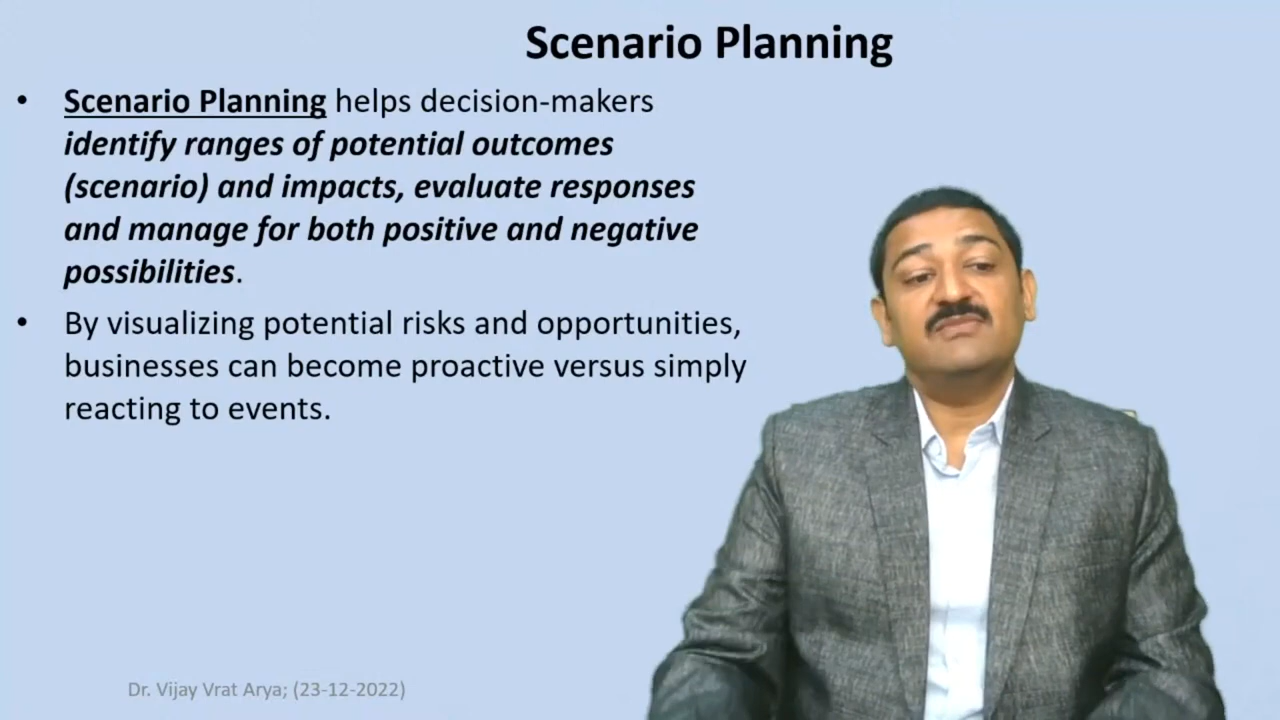 Scenario Planning
• Scenario Planning helps decision-makers
identify ranges of potential outcomes
(scenario) and impacts, evaluate responses
and manage for both positive and negative
possibilities.
• By visualizing potential risks and opportunities,
businesses can become proactive versus simply
reacting to events.
Dr. Vijay Vrat Arya; (23-12-2022)